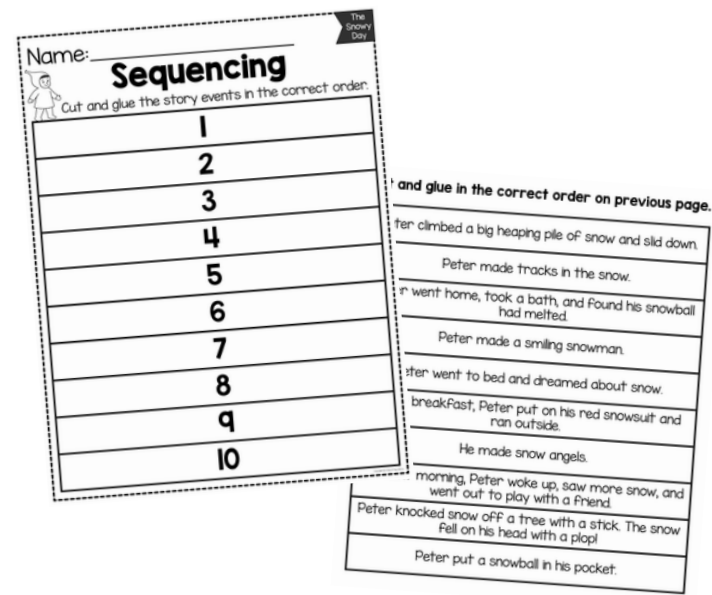 The
Snowy
Day
Name:
Sequencing
Cut and glue the story events in the correct order.
1
2
3
4
5
6
7
8
9
10
and glue in the correct order on previous page.
climbed a big heaping pile of snow and slid down.
Peter made tracks in the snow.
went home, took a bath, and found his snowball
had melted.
Peter made a smiling snowman.
went to bed and dreamed about snow.
breakfast, Peter put on his red snowsuit and
ran outside.
He made snow angels.
morning, Peter woke up, saw more snow, and
went out to play with a friend.
Peter knocked snow off a tree with a stick. The snow
fell on his head with a plop!
Peter put a snowball in his pocket.